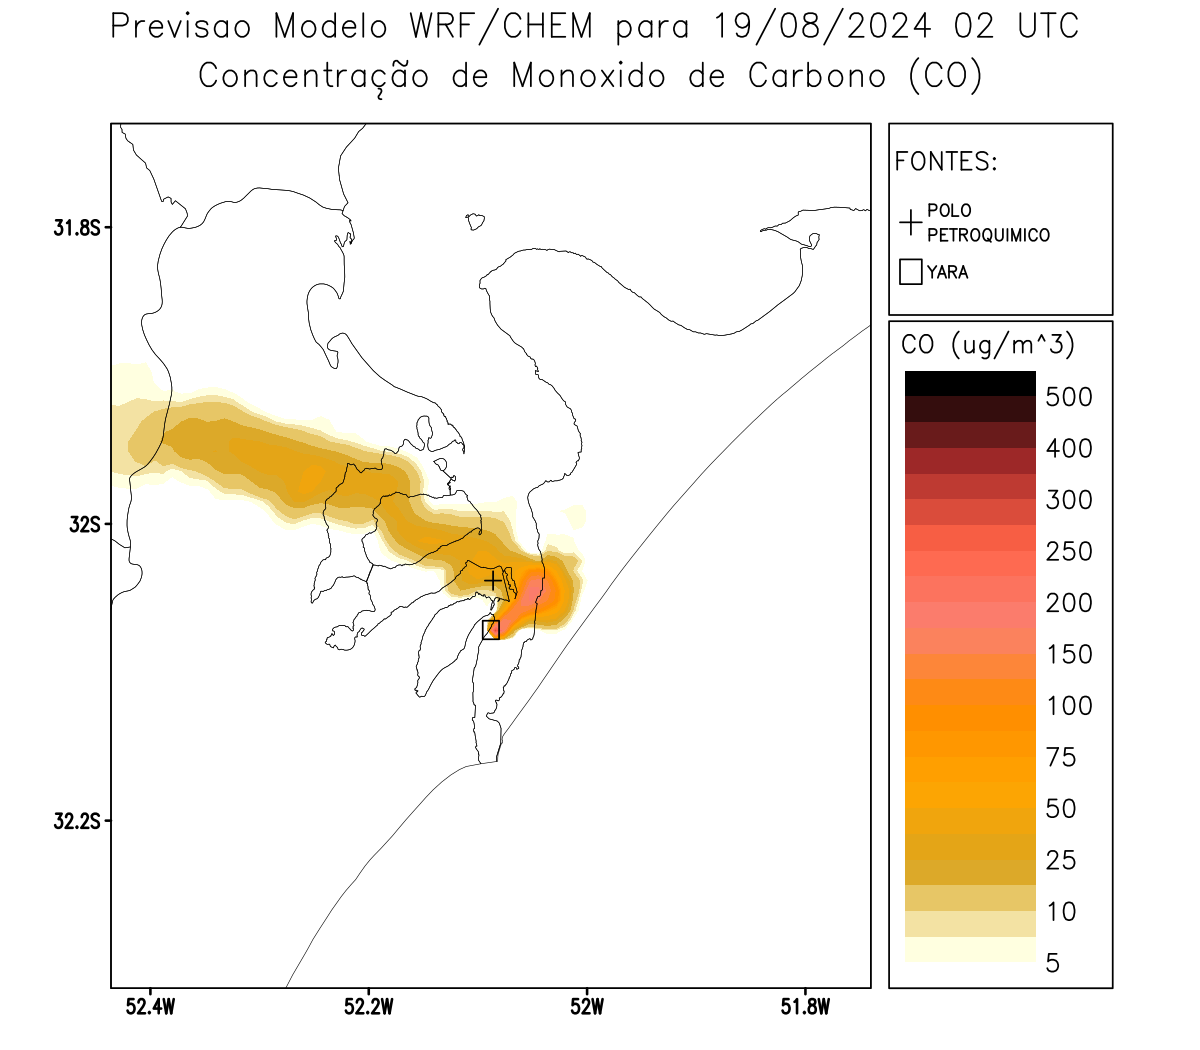 Previsao Modelo WRF/CHEM para 19/08/2024 02 UTC
Concentração de Monoxido de Carbono (CO)
FONTES:
POLO
PETROQUIMICO
YARA
CO (ug/m^3)
500
400
300
250
200
150
100
75
50
25
10
5
31.8S
32S
32.2S
52.4W
52.2W
52W
51.8W